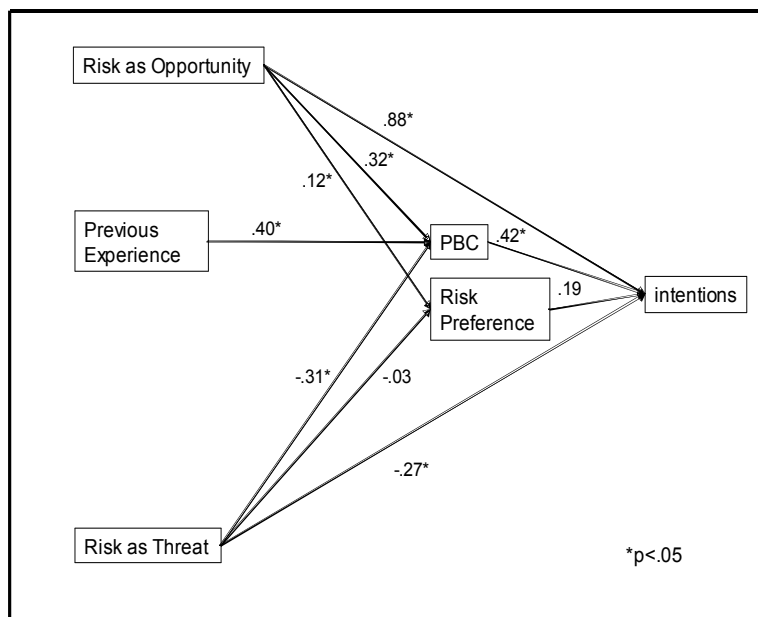 Risk as Opportunity
.88*
.32*
.12*
Previous
Experience
.40*
PBC
.42*
Risk
Preference
.19
intentions
-.31*
-.03
-.27*
Risk as Threat
*p<.05